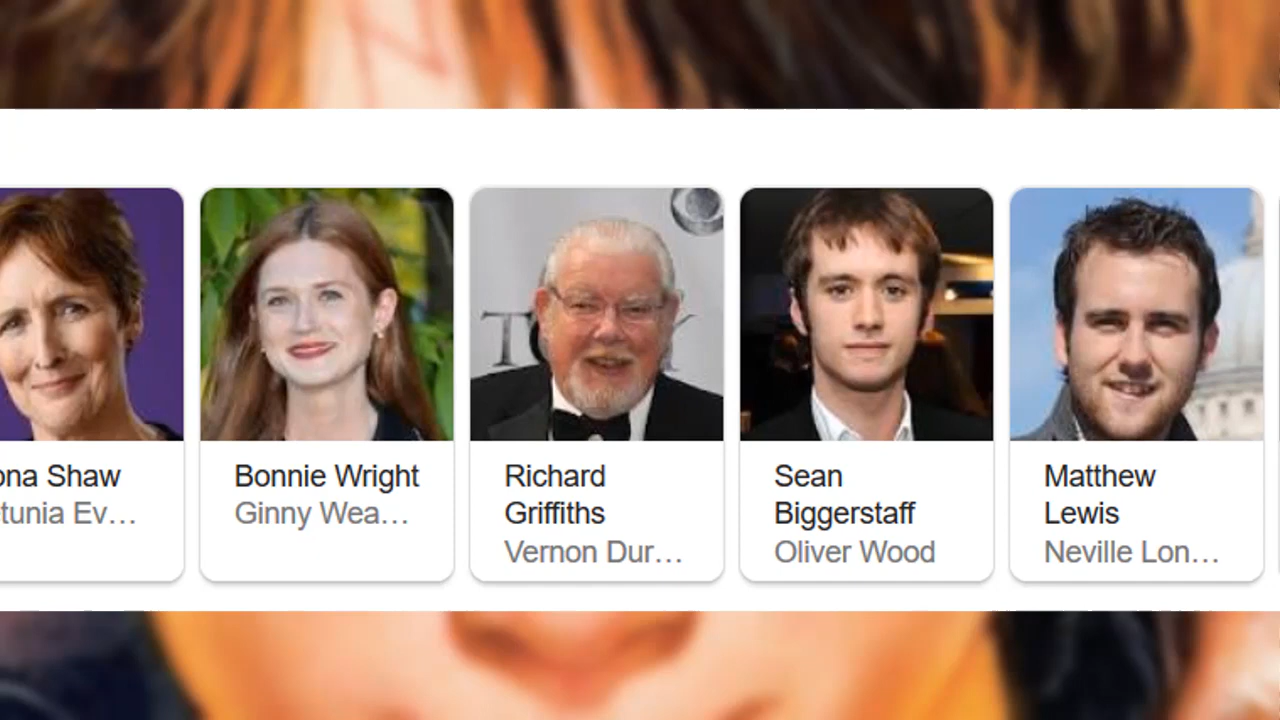 ona Shaw
tunia Ev…
Bonnie Wright
Ginny Wea…
Richard
Griffiths
Vernon Dur…
Sean
Biggerstaff
Oliver Wood
Matthew
Lewis
Neville Lon…